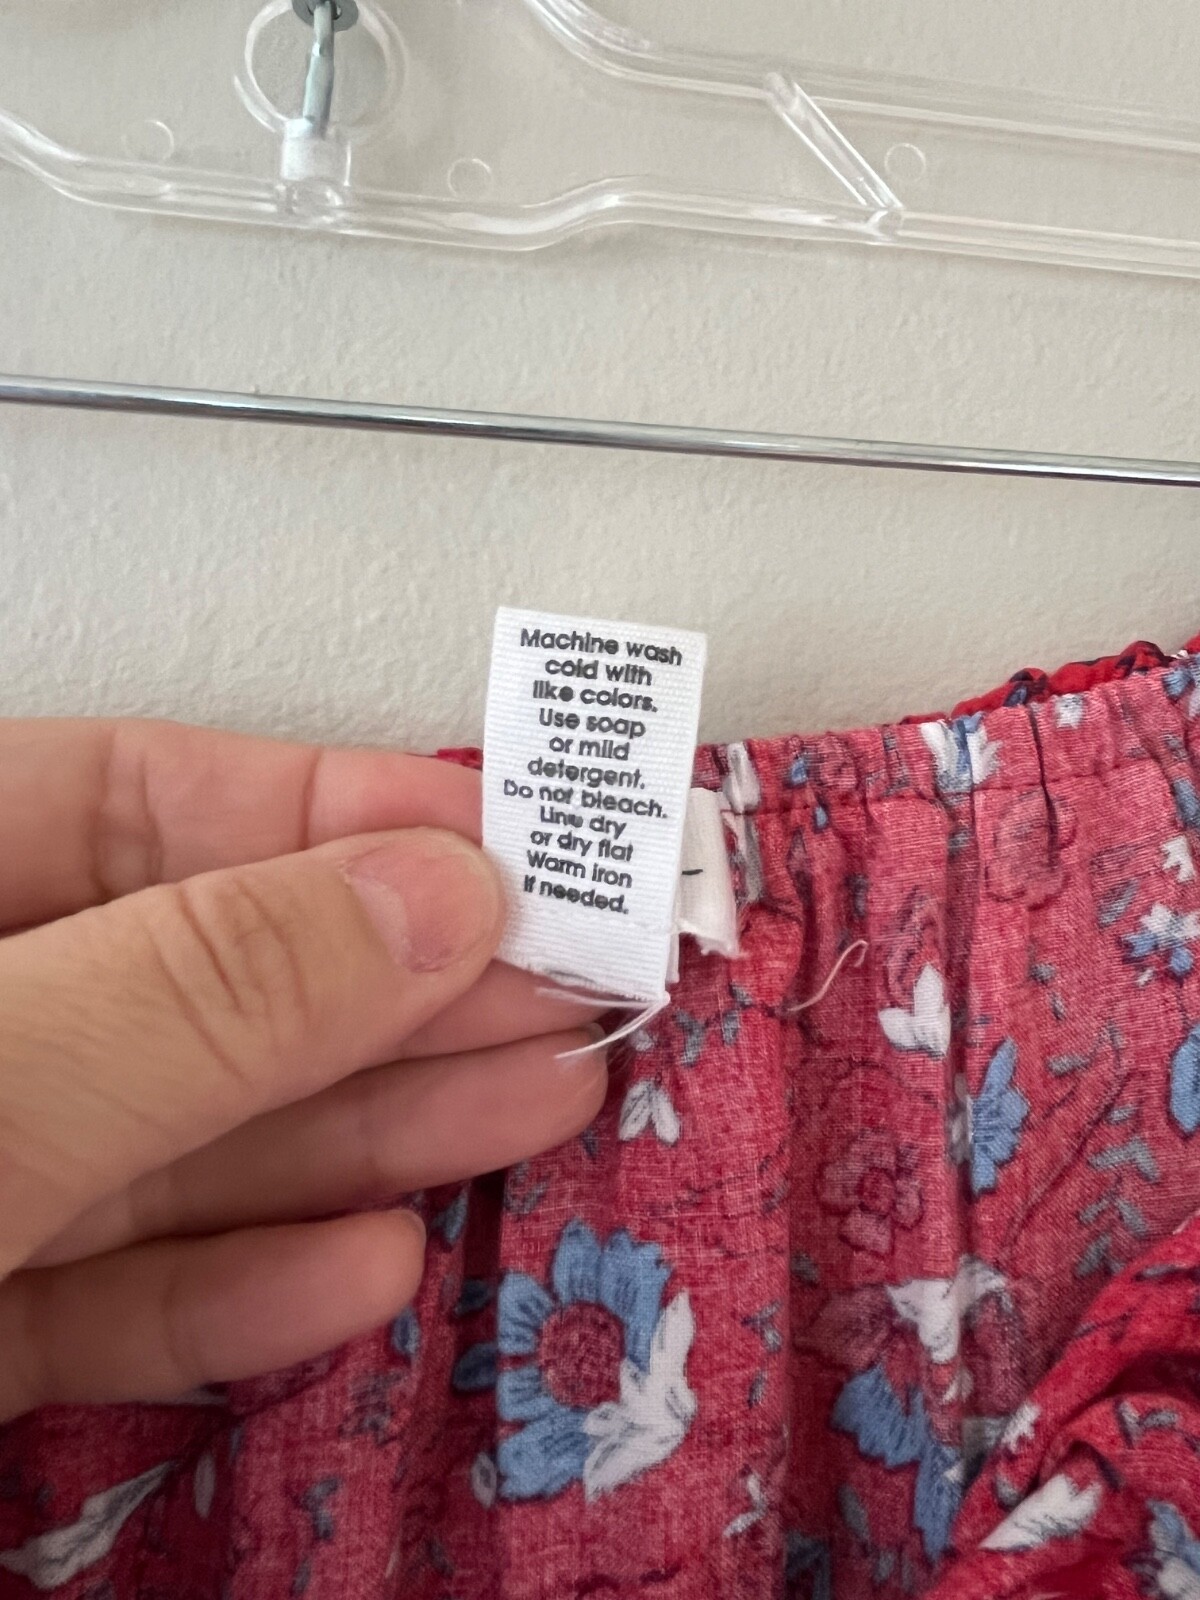 Machine wash
cold with
like colors.
Use soap
or mild
detergent.
Do not bleach.
Line dry
or dry flat
Warm iron
if needed.